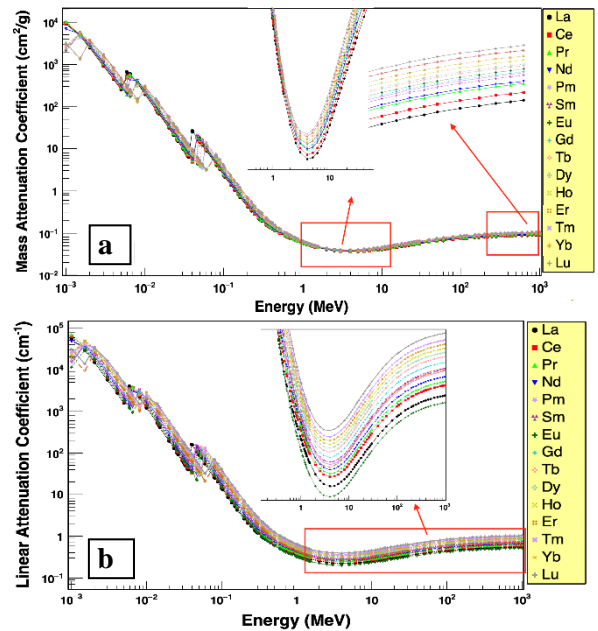 Mass Attenuation Coefficient (cm²/g)
10⁴
10³
10²
10
1
10⁻¹
10⁻²
a
1
10
10⁻³
10⁻²
10⁻¹
1
10
10²
10³
Energy (MeV)
La
Ce
Pr
Nd
Pm
Sm
Eu
Gd
Tb
Dy
Ho
Er
Tm
Yb
Lu
Linear Attenuation Coefficient (cm⁻¹)
10⁵
10⁴
10³
10²
10
1
10⁻¹
b
1
10
10²
10³
10⁻³
10⁻²
10⁻¹
1
10
10²
10³
Energy (MeV)
La
Ce
Pr
Nd
Pm
Sm
Eu
Gd
Tb
Dy
Ho
Er
Tm
Yb
Lu